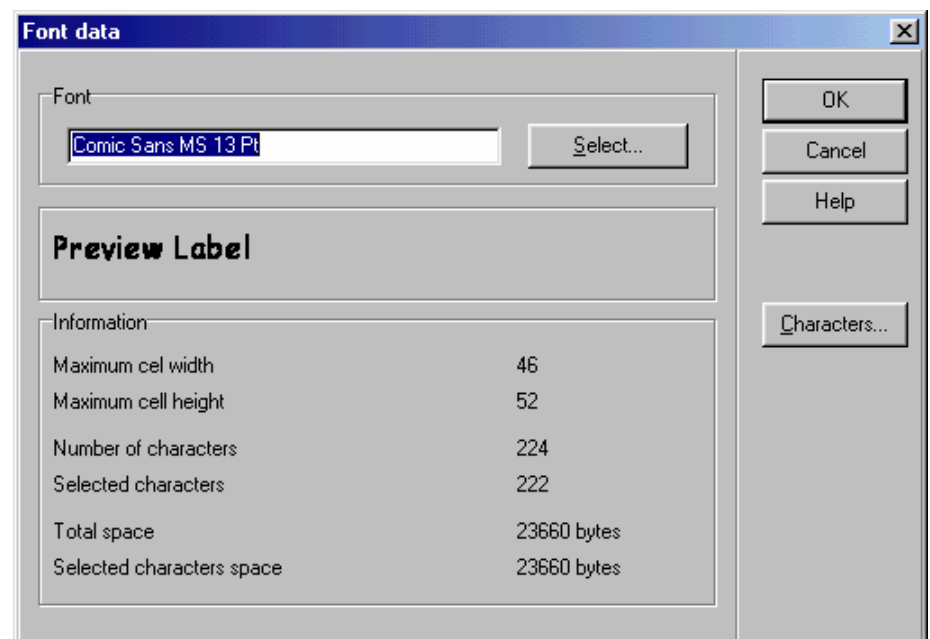 Font data
Font
Comic Sans MS 13 Pt
Select...
OK
Cancel
Help
Preview Label
Characters...
Information
Maximum cel width 46
Maximum cell height 52
Number of characters 224
Selected characters 222
Total space 23660 bytes
Selected characters space 23660 bytes